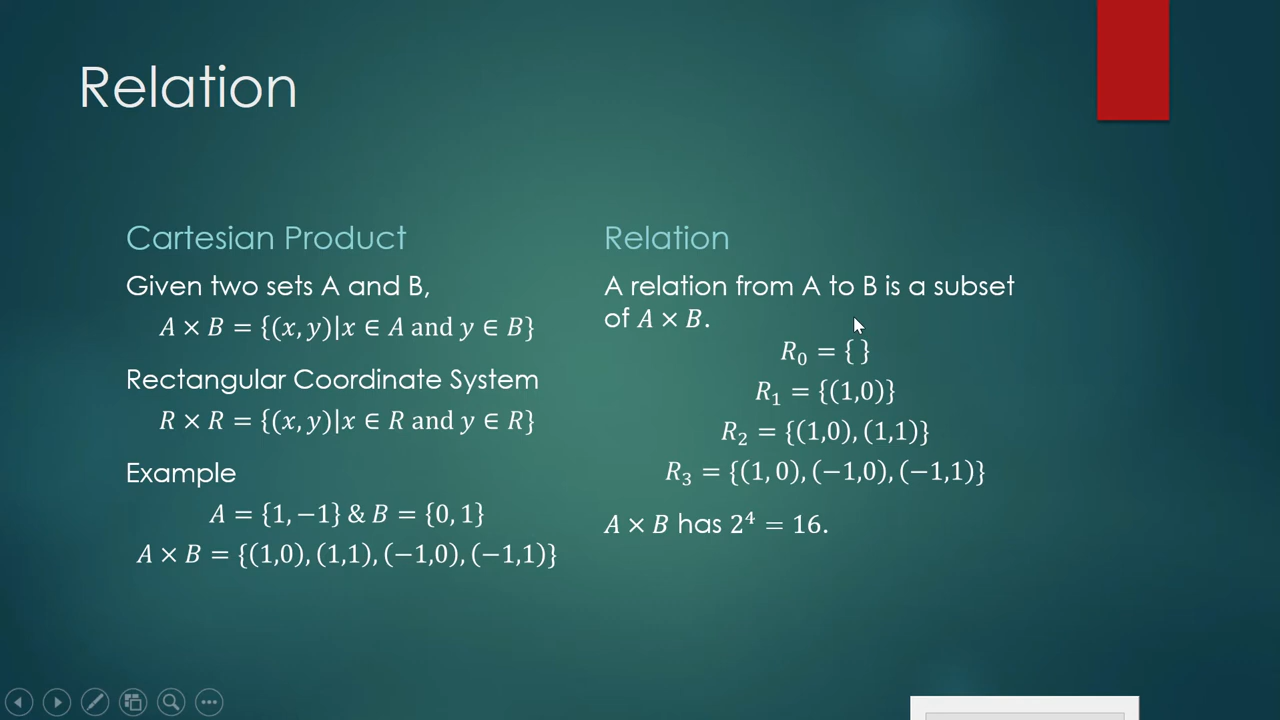 Relation
Cartesian Product
Given two sets A and B,
A × B = {(x, y)|x ∈ A and y ∈ B}
Rectangular Coordinate System
R × R = {(x, y)|x ∈ R and y ∈ R}
Example
A = {1, −1} & B = {0, 1}
A × B = {(1,0), (1,1), (−1,0), (−1,1)}
Relation
A relation from A to B is a subset
of A × B.
R₀ = { }
R₁ = {(1,0)}
R₂ = {(1,0), (1,1)}
R₃ = {(1, 0), (−1,0), (−1,1)}
A × B has 2⁴ = 16.